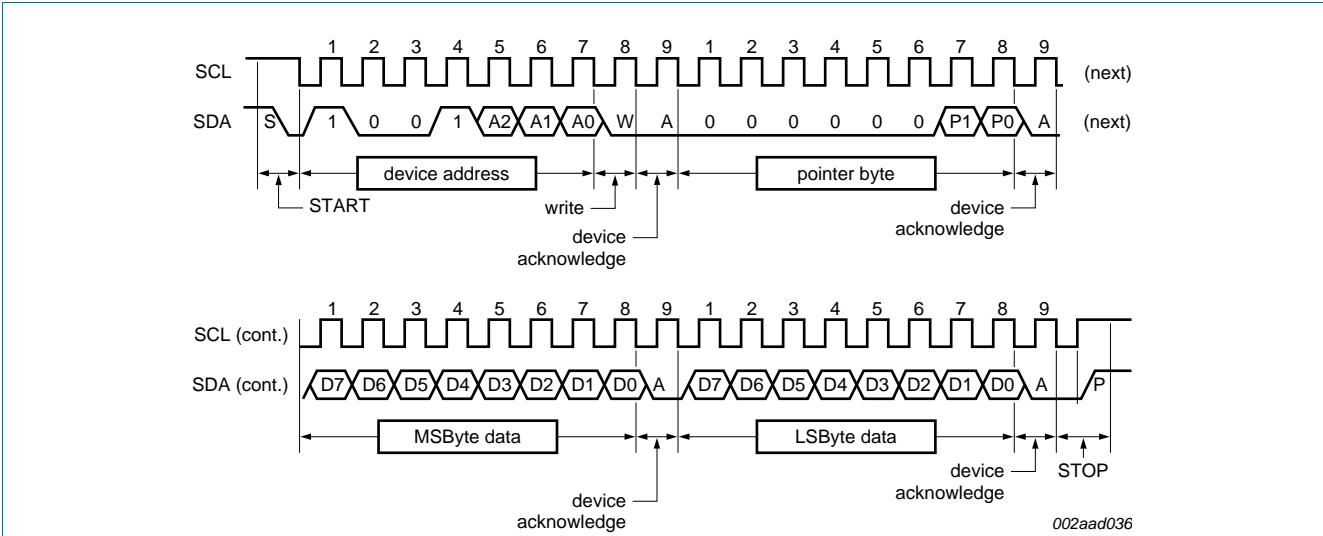 1 2 3 4 5 6 7 8 9 1 2 3 4 5 6 7 8 9
SCL (next)
SDA S 1 0 0 1 A2 A1 A0 W A 0 0 0 0 0 0 P1 P0 A (next)
device address pointer byte
START write device
device acknowledge
acknowledge
1 2 3 4 5 6 7 8 9 1 2 3 4 5 6 7 8 9
SCL (cont.)
SDA (cont.) D7 D6 D5 D4 D3 D2 D1 D0 A D7 D6 D5 D4 D3 D2 D1 D0 A P
MSByte data LSByte data
device STOP
acknowledge
device
acknowledge
002aad036